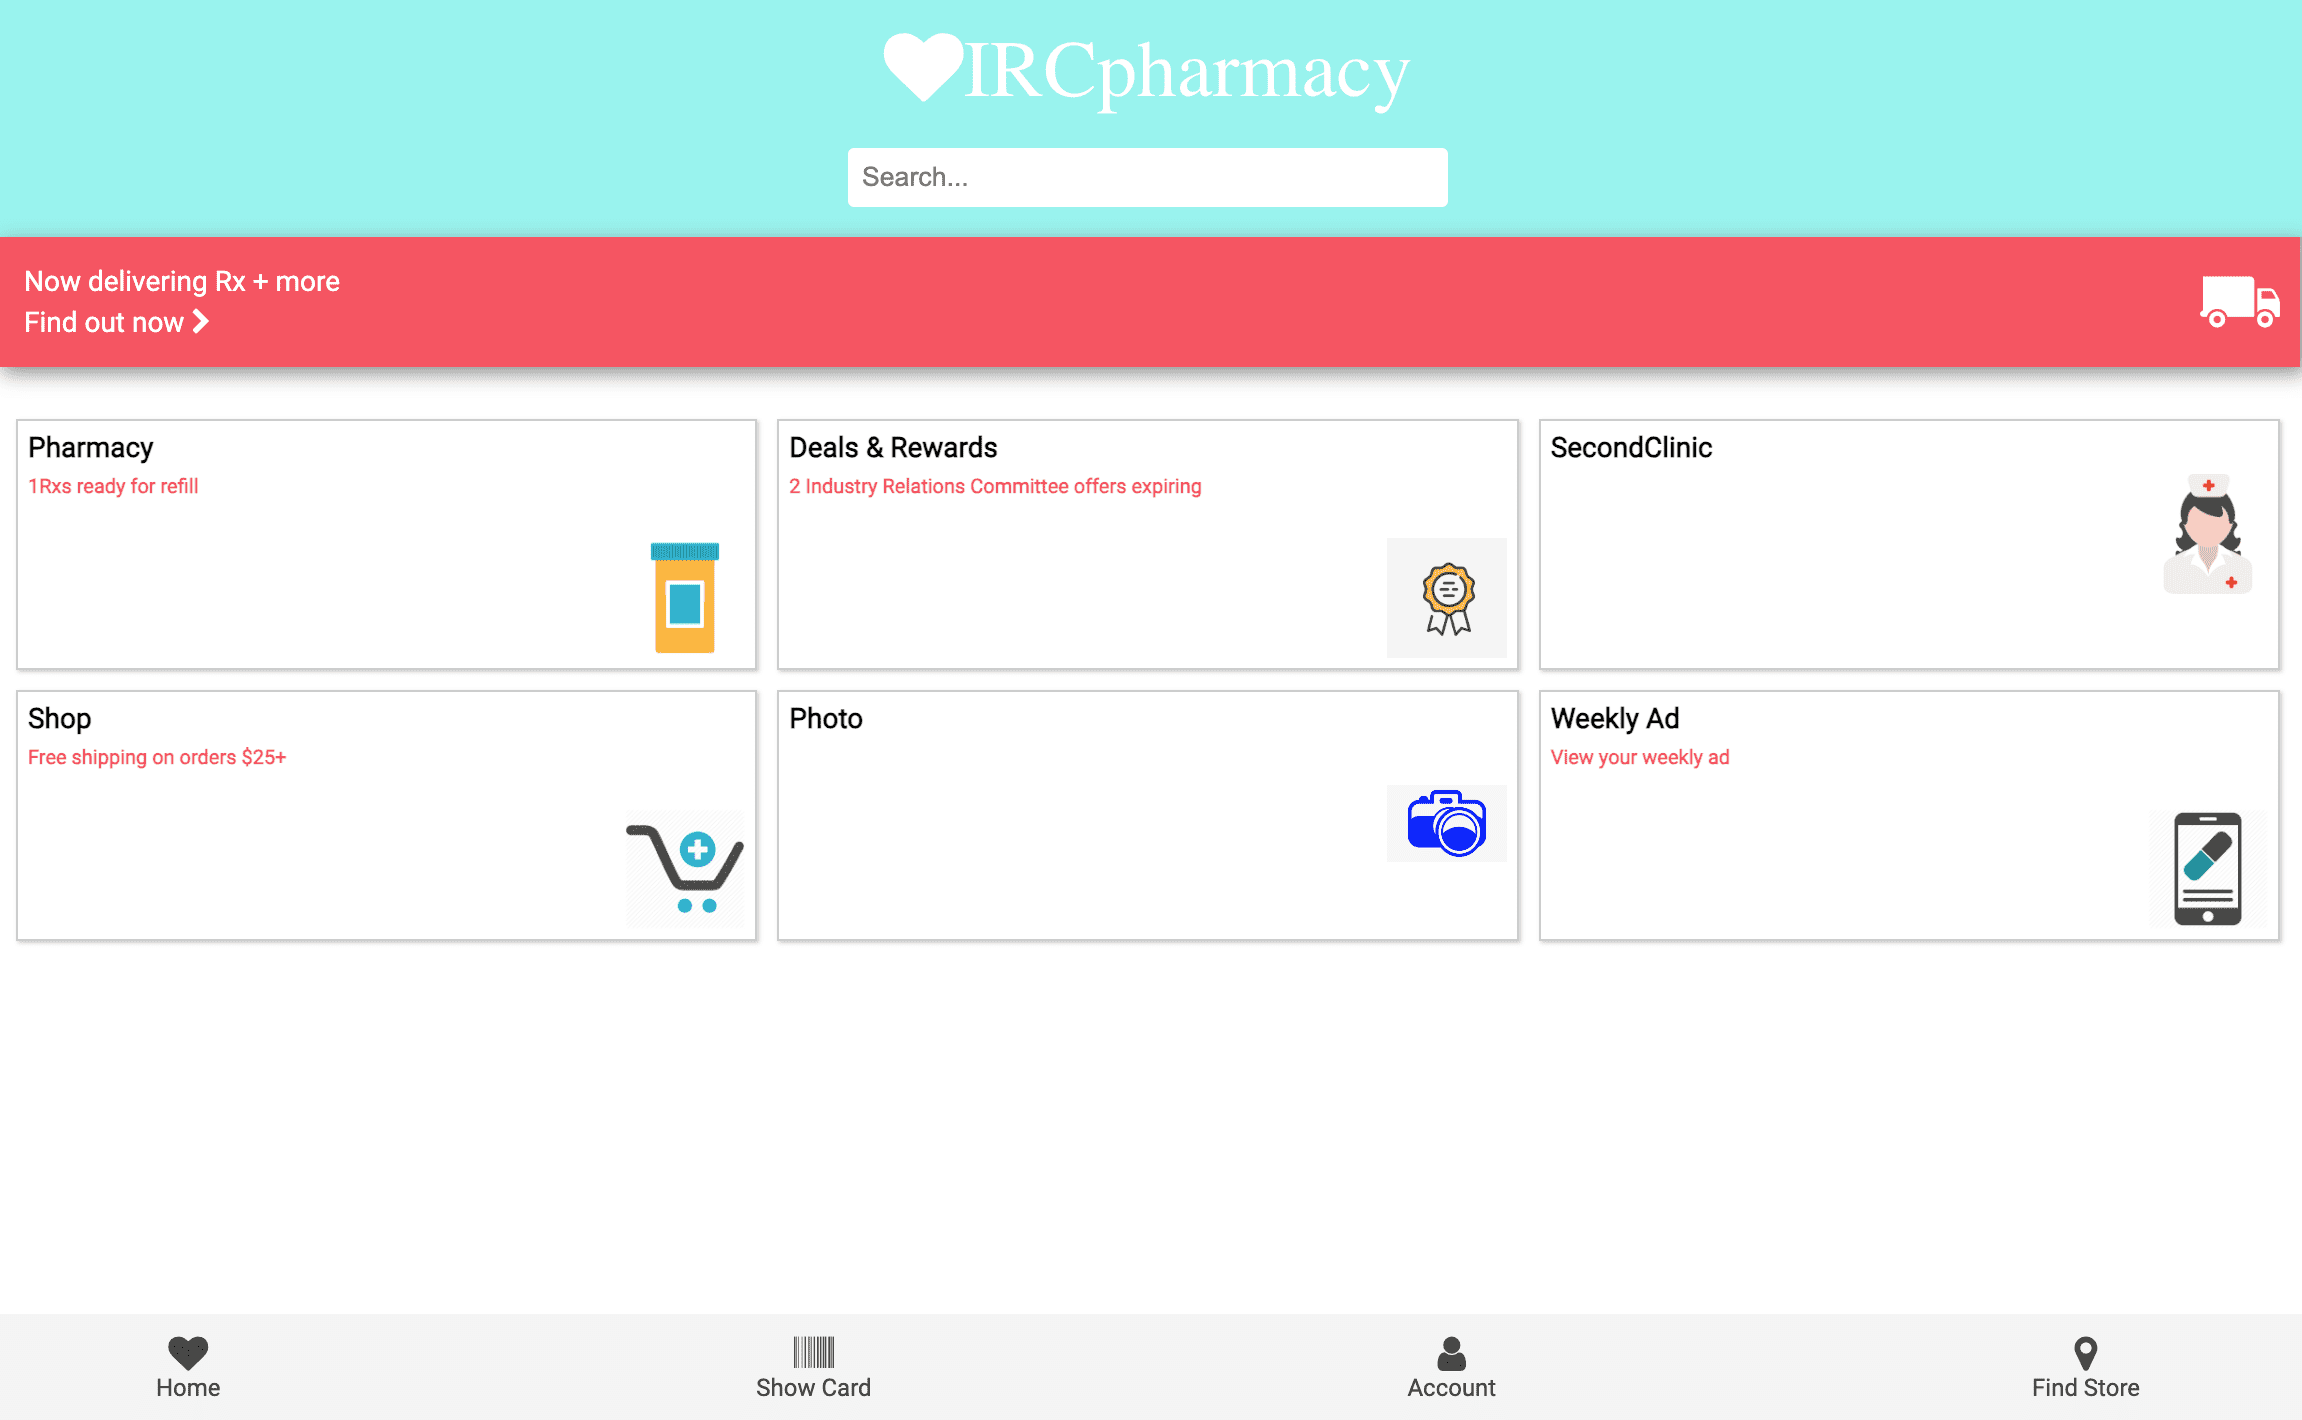 IRCpharmacy
Search...
Now delivering Rx + more
Find out now
Pharmacy
1Rxs ready for refill
Deals & Rewards
2 Industry Relations Committee offers expiring
SecondClinic
Shop
Free shipping on orders $25+
Photo
Weekly Ad
View your weekly ad
Home
Show Card
Account
Find Store